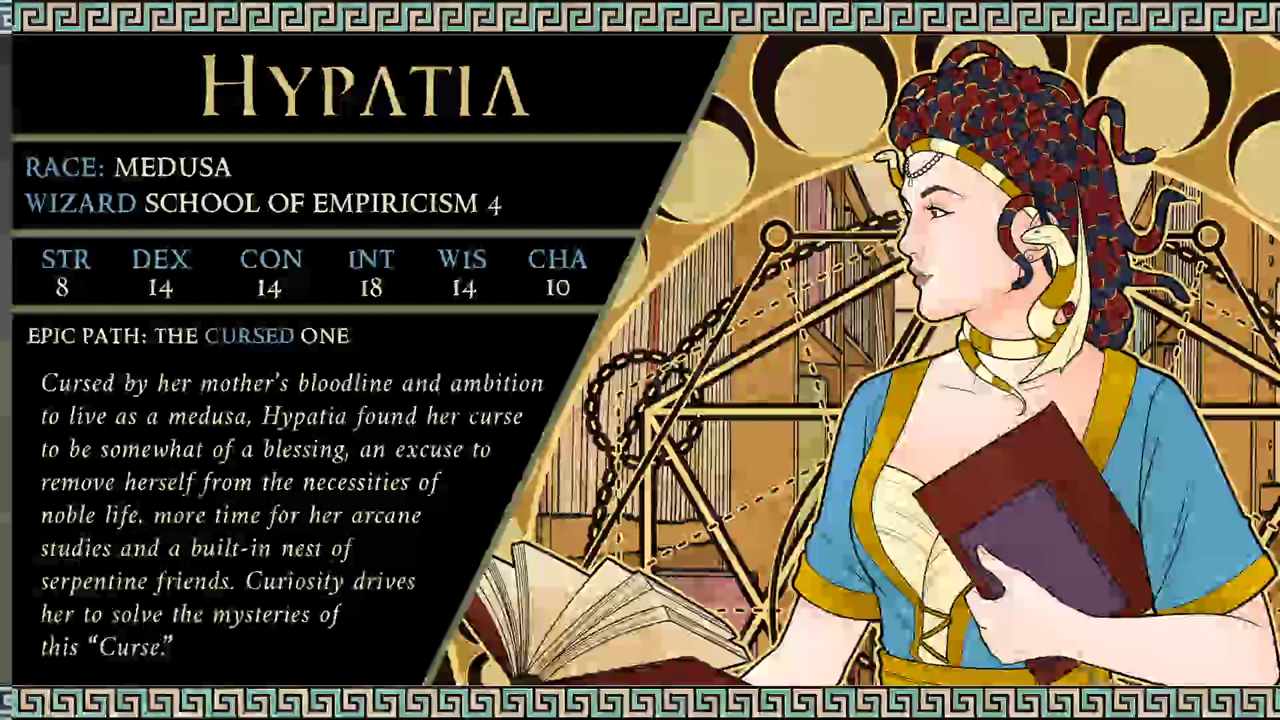 HYPATIA
RACE: MEDUSA
WIZARD SCHOOL OF EMPIRICISM 4
STR DEX CON INT WIS CHA
8 14 14 18 14 10
EPIC PATH: THE CURSED ONE
Cursed by her mother's bloodline and ambition
to live as a medusa, Hypatia found her curse
to be somewhat of a blessing, an excuse to
remove herself from the necessities of
noble life, more time for her arcane
studies and a built-in nest of
serpentine friends. Curiosity drives
her to solve the mysteries of
this "Curse."